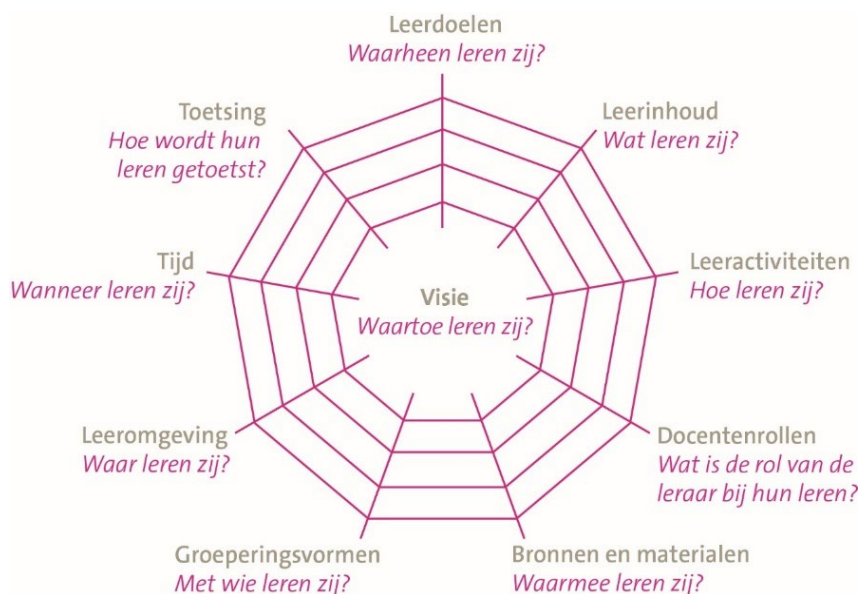 Leerdoelen
Waarheen leren zij?
Leerinhoud
Wat leren zij?
Leeractiviteiten
Hoe leren zij?
Docentenrollen
Wat is de rol van de
leraar bij hun leren?
Bronnen en materialen
Waarmee leren zij?
Groeperingsvormen
Met wie leren zij?
Leeromgeving
Waar leren zij?
Tijd
Wanneer leren zij?
Toetsing
Hoe wordt hun
leren getoetst?
Visie
Waartoe leren zij?